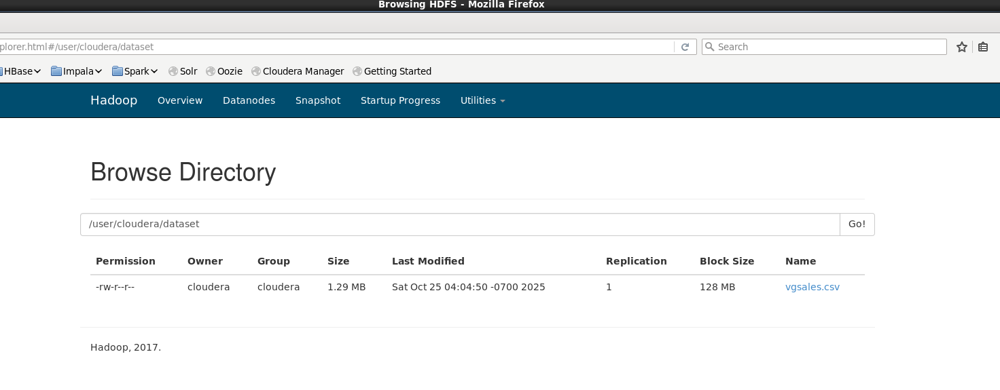 Browsing HDFS - Mozilla Firefox
plorer.html#/user/cloudera/dataset Search
HBase Impala Spark Solr Oozie Cloudera Manager Getting Started
Hadoop Overview Datanodes Snapshot Startup Progress Utilities
Browse Directory
/user/cloudera/dataset Go!
Permission Owner Group Size Last Modified Replication Block Size Name
-rw-r--r-- cloudera cloudera 1.29 MB Sat Oct 25 04:04:50 -0700 2025 1 128 MB vgsales.csv
Hadoop, 2017.